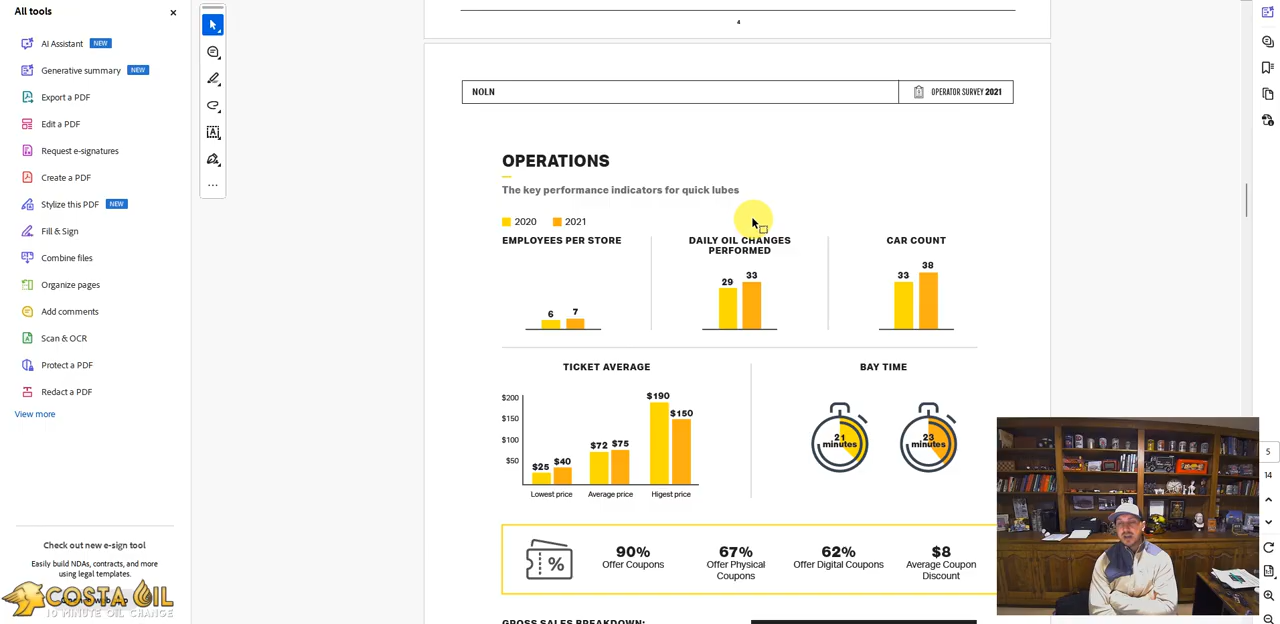 All tools
AI Assistant NEW
Generative summary NEW
Export a PDF
Edit a PDF
Request e-signatures
Create a PDF
Stylize this PDF NEW
Fill & Sign
Combine files
Organize pages
Add comments
Scan & OCR
Protect a PDF
Redact a PDF
View more
Check out new e-sign tool
Easily build NDAs, contracts, and more
using legal templates.
COSTA OIL
10 MINUTE OIL CHANGE
4
NOLN
OPERATOR SURVEY 2021
OPERATIONS
The key performance indicators for quick lubes
2020 2021
EMPLOYEES PER STORE
6 7
DAILY OIL CHANGES
PERFORMED
29 33
CAR COUNT
33 38
TICKET AVERAGE
$200
$150
$100
$50
$25 $40
$72 $75
$190 $150
Lowest price Average price Higest price
BAY TIME
21
minutes
23
minutes
%
90%
Offer Coupons
67%
Offer Physical
Coupons
62%
Offer Digital Coupons
$8
Average Coupon
Discount
GROSS SALES BREAKDOWN:
5
14